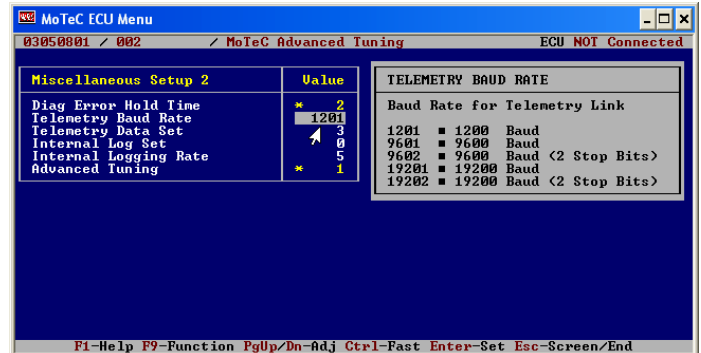 MoTeC ECU Menu
03050801 / 002 / MoTeC Advanced Tuning ECU NOT Connected
Miscellaneous Setup 2 Value
Diag Error Hold Time * 2
Telemetry Baud Rate 1201
Telemetry Data Set 3
Internal Log Set 0
Internal Logging Rate 5
Advanced Tuning * 1
TELEMETRY BAUD RATE
Baud Rate for Telemetry Link
1201 ■ 1200 Baud
9601 ■ 9600 Baud
9602 ■ 9600 Baud (2 Stop Bits)
19201 ■ 19200 Baud
19202 ■ 19200 Baud (2 Stop Bits)
F1-Help F9-Function PgUp/Dn-Adj Ctrl-Fast Enter-Set Esc-Screen/End